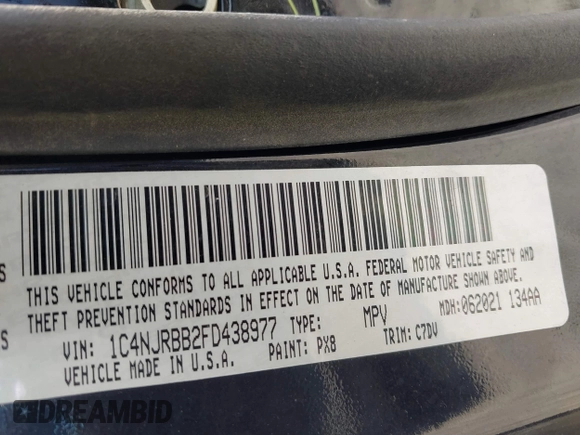 THIS VEHICLE CONFORMS TO ALL APPLICABLE U.S.A. FEDERAL MOTOR VEHICLE SAFETY AND
THEFT PREVENTION STANDARDS IN EFFECT ON THE DATE OF MANUFACTURE SHOWN ABOVE.
VIN: 1C4NJRBB2FD438977 TYPE: MPV MDH: 062021 134AA
VEHICLE MADE IN U.S.A. PAINT: PX8 TRIM: C7DV
S
S
DREAMBID